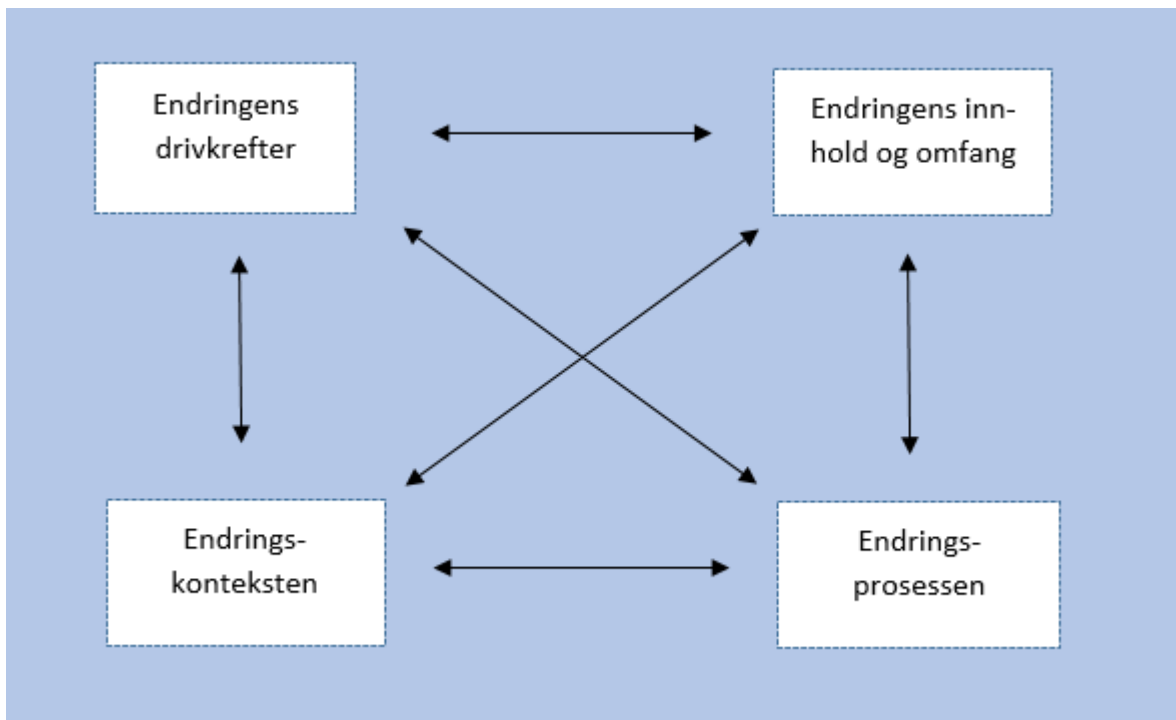 Endringens
drivkrefter
Endringens inn-
hold og omfang
Endrings-
konteksten
Endrings-
prosessen